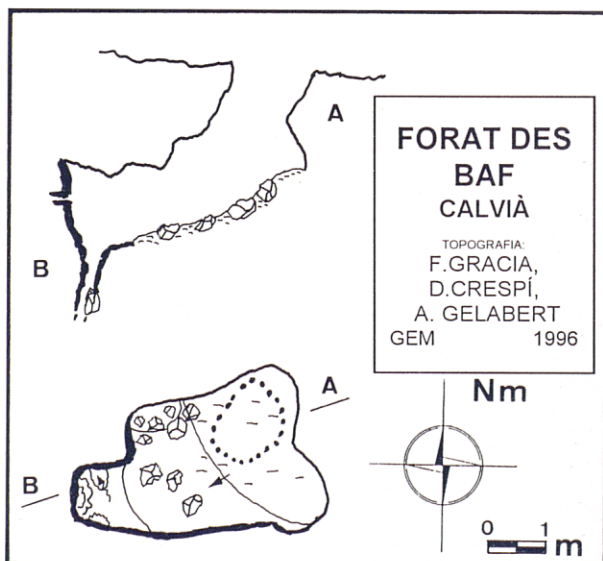 A
B
FORAT DES
BAF
CALVIÀ
TOPOGRAFIA:
F.GRACIA,
D.CRESPÍ,
A. GELABERT
GEM 1996
A
B
Nm
0 1
m